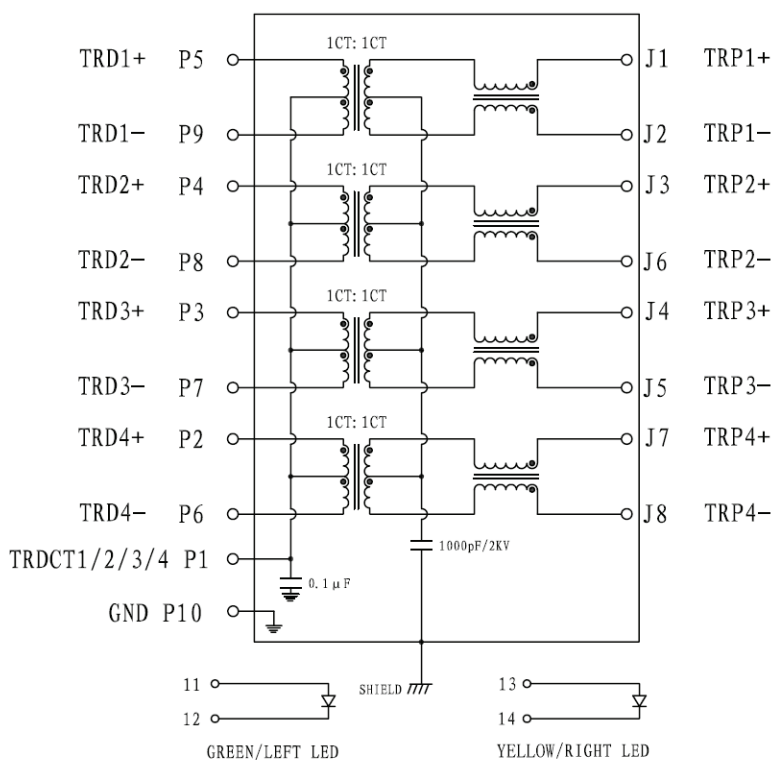 1CT: 1CT
TRD1+ P5 J1 TRP1+
TRD1− P9 J2 TRP1−
TRD2+ P4 1CT: 1CT J3 TRP2+
TRD2− P8 J6 TRP2−
1CT: 1CT
TRD3+ P3 J4 TRP3+
TRD3− P7 J5 TRP3−
1CT: 1CT
TRD4+ P2 J7 TRP4+
TRD4− P6 J8 TRP4−
1000pF/2KV
TRDCT1/2/3/4 P1
0.1μF
GND P10
11 SHIELD 13
12 14
GREEN/LEFT LED YELLOW/RIGHT LED